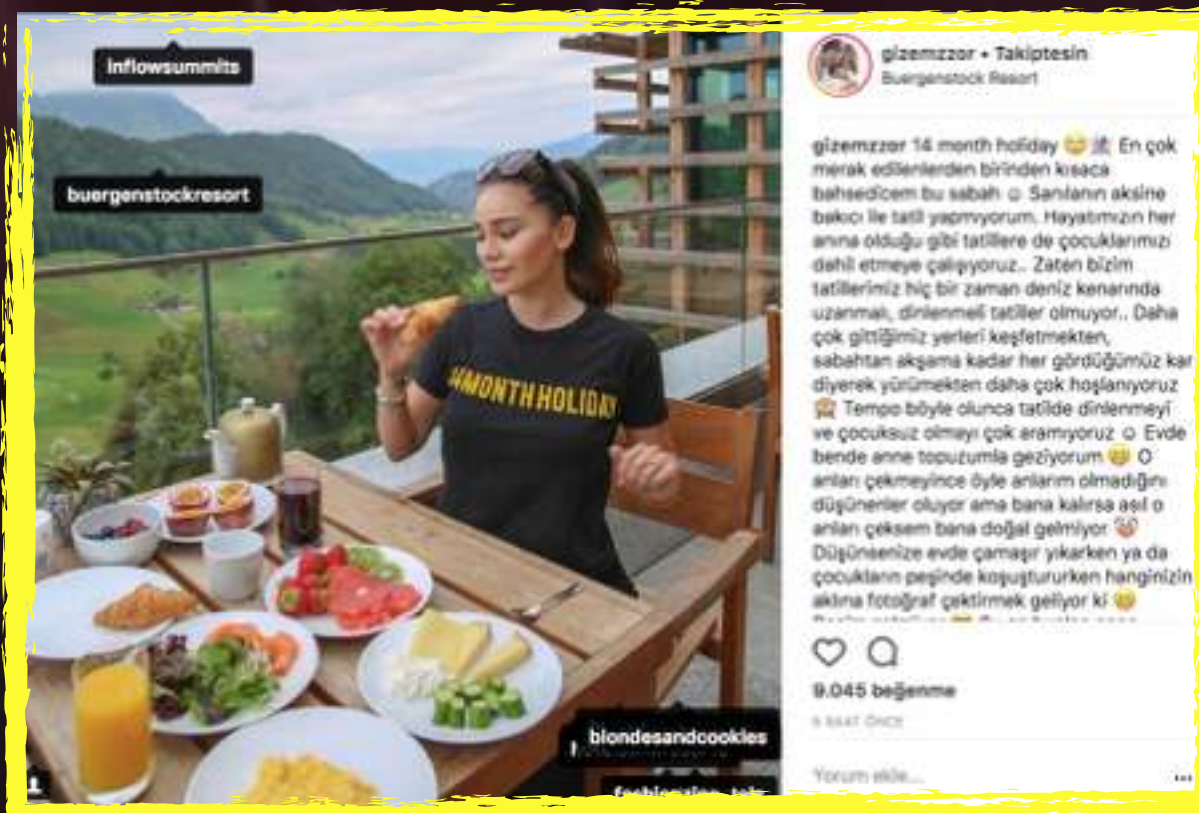 inflowsummits
buergenstockresort
#MONTHHOLIDAY
blondesandcookies
gizemzzor • Takiptesin
Buergenstock Resort
gizemzzor 14 month holiday 😊 En çok
merak edilenlerden birinden kısaca
bahsedicem bu sabah ☺ Sanılanın aksine
bakıcı ile tatil yapmıyorum. Hayatımızın her
anına olduğu gibi tatillere de çocuklarımızı
dahil etmeye çalışıyoruz.. Zaten bizim
tatillerimiz hiç bir zaman deniz kenarında
uzanmalı, dinlenmeli tatiller olmuyor.. Daha
çok gittiğimiz yerleri keşfetmekten,
sabahtan akşama kadar her gördüğümüz kar
diyerek yürümekten daha çok hoşlanıyoruz
🙈 Tempo böyle olunca tatilde dinlenmeyi
ve çocuksuz olmayı çok aramıyoruz ☺ Evde
bende anne topuzumla geziyorum 😄 O
anları çekmeyince öyle anlarım olmadığını
düşünenler oluyor ama bana kalırsa asıl o
anları çeksem bana doğal gelmiyor
Düşünsenize evde çamaşır yıkarken ya da
çocukların peşinde koşuştururken hanginizin
aklına fotoğraf çektirmek geliyor ki 😄
9.045 beğenme
6 SAAT ÖNCE
Yorum ekle...